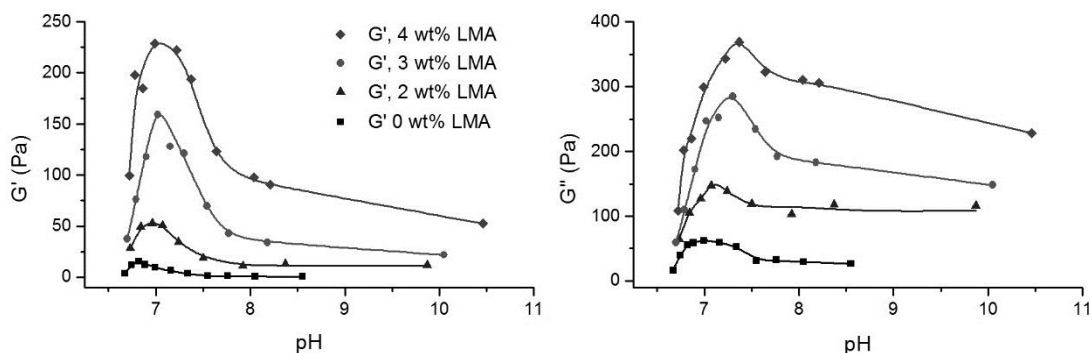 250
200
150
100
50
0
G' (Pa)
G', 4 wt% LMA
G', 3 wt% LMA
G', 2 wt% LMA
G' 0 wt% LMA
7 8 9 10 11
pH
400
300
200
100
0
G" (Pa)
7 8 9 10 11
pH